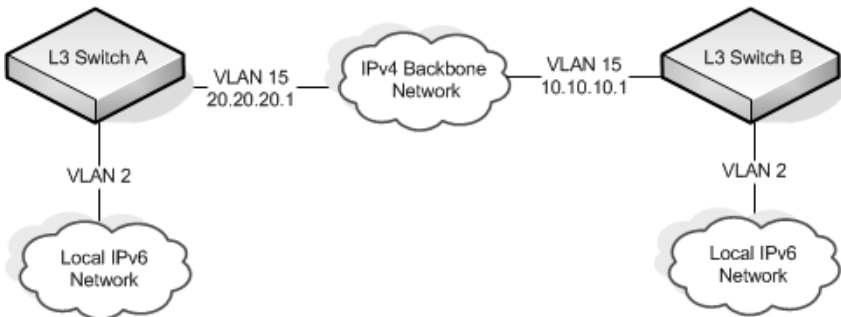 L3 Switch A
VLAN 15
20.20.20.1
IPv4 Backbone
Network
VLAN 15
10.10.10.1
L3 Switch B
VLAN 2
VLAN 2
Local IPv6
Network
Local IPv6
Network